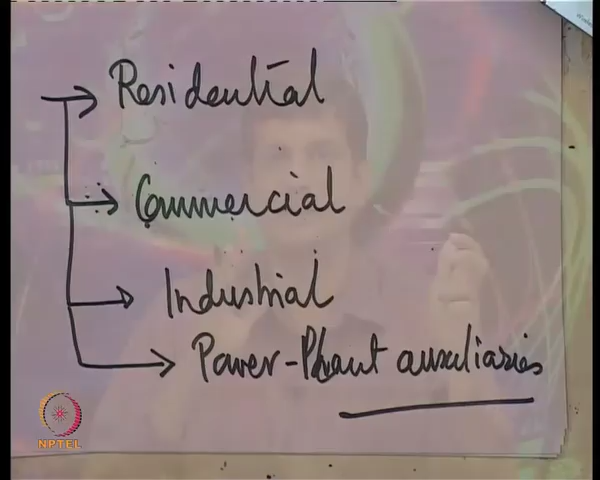 Residential
Commercial
Industrial
Power-Plant auxiliaries
NPTEL